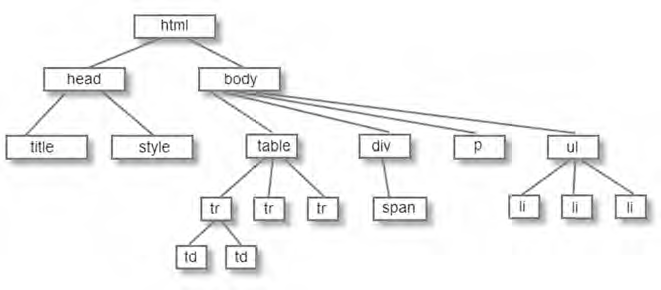 html
head body
title style table div p ul
tr tr tr span li li li
td td